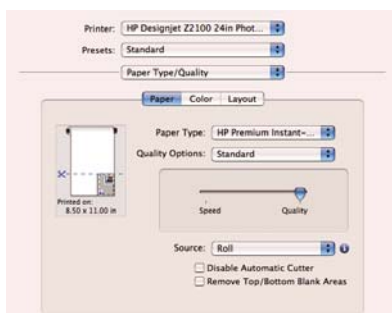 Printer: HP Designjet Z2100 24in Phot...
Presets: Standard
Paper Type/Quality
Paper Color Layout
Paper Type: HP Premium Instant-...
Quality Options: Standard
Printed on:
8.50 x 11.00 in
Speed Quality
Source: Roll
Disable Automatic Cutter
Remove Top/Bottom Blank Areas